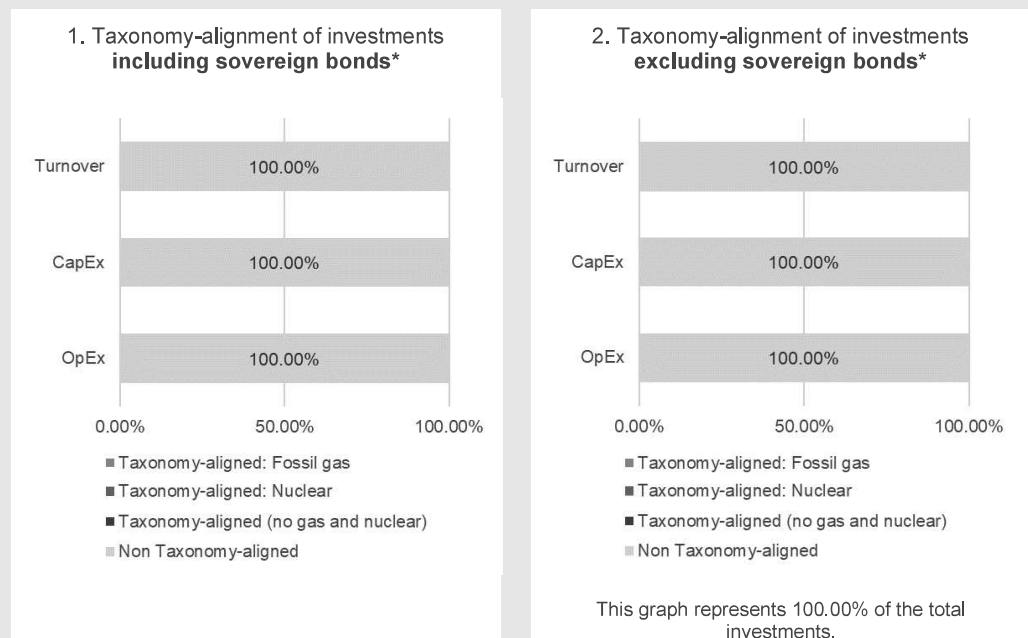 1. Taxonomy-alignment of investments
including sovereign bonds*
Turnover
100.00%
CapEx
100.00%
OpEx
100.00%
0.00%
50.00%
100.00%
Taxonomy-aligned: Fossil gas
Taxonomy-aligned: Nuclear
Taxonomy-aligned (no gas and nuclear)
Non Taxonomy-aligned
2. Taxonomy-alignment of investments
excluding sovereign bonds*
Turnover
100.00%
CapEx
100.00%
OpEx
100.00%
0.00%
50.00%
100.00%
Taxonomy-aligned: Fossil gas
Taxonomy-aligned: Nuclear
Taxonomy-aligned (no gas and nuclear)
Non Taxonomy-aligned
This graph represents 100.00% of the total
investments.